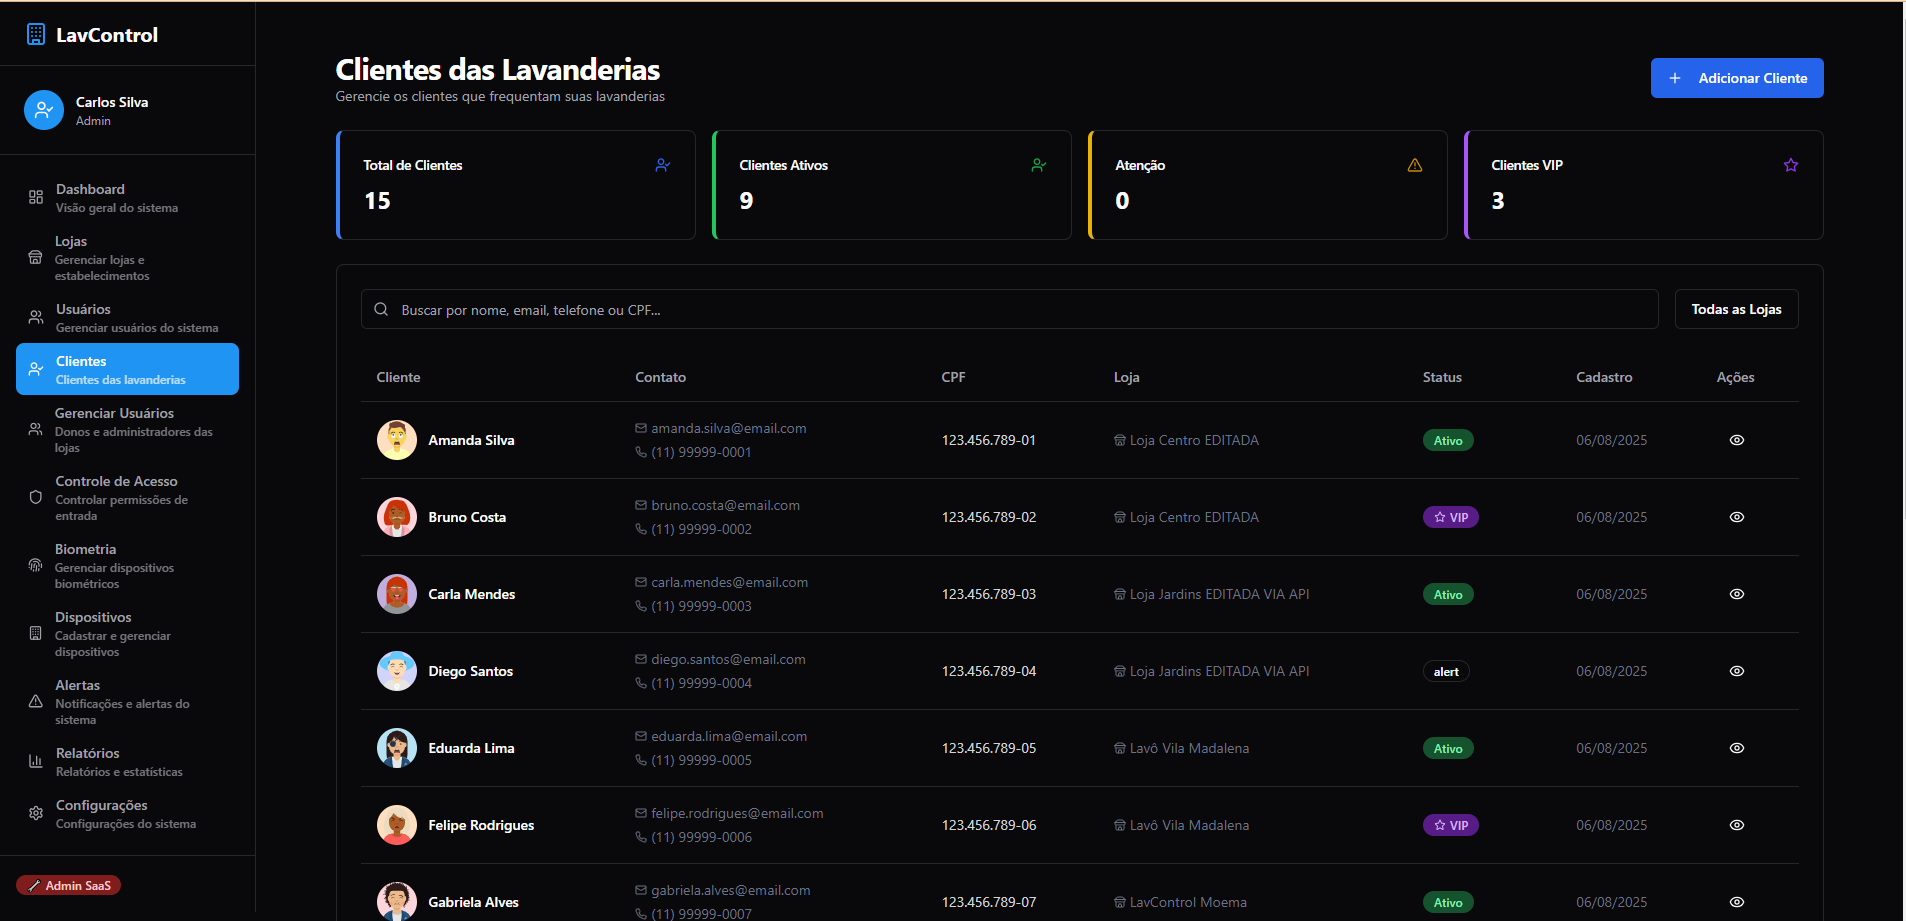 LavControl
Carlos Silva
Admin
Dashboard
Visão geral do sistema
Lojas
Gerenciar lojas e
estabelecimentos
Usuários
Gerenciar usuários do sistema
Clientes
Clientes das lavanderias
Gerenciar Usuários
Donos e administradores das
lojas
Controle de Acesso
Controlar permissões de
entrada
Biometria
Gerenciar dispositivos
biométricos
Dispositivos
Cadastrar e gerenciar
dispositivos
Alertas
Notificações e alertas do
sistema
Relatórios
Relatórios e estatísticas
Configurações
Configurações do sistema
Admin SaaS
Clientes das Lavanderias
Gerencie os clientes que frequentam suas lavanderias
Adicionar Cliente
Total de Clientes
15
Clientes Ativos
9
Atenção
0
Clientes VIP
3
Buscar por nome, email, telefone ou CPF...
Todas as Lojas
Cliente Contato CPF Loja Status Cadastro Ações
Amanda Silva amanda.silva@email.com 123.456.789-01 Loja Centro EDITADA Ativo 06/08/2025
(11) 99999-0001
Bruno Costa bruno.costa@email.com 123.456.789-02 Loja Centro EDITADA VIP 06/08/2025
(11) 99999-0002
Carla Mendes carla.mendes@email.com 123.456.789-03 Loja Jardins EDITADA VIA API Ativo 06/08/2025
(11) 99999-0003
Diego Santos diego.santos@email.com 123.456.789-04 Loja Jardins EDITADA VIA API alert 06/08/2025
(11) 99999-0004
Eduarda Lima eduarda.lima@email.com 123.456.789-05 Lavô Vila Madalena Ativo 06/08/2025
(11) 99999-0005
Felipe Rodrigues felipe.rodrigues@email.com 123.456.789-06 Lavô Vila Madalena VIP 06/08/2025
(11) 99999-0006
Gabriela Alves gabriela.alves@email.com 123.456.789-07 LavControl Moema Ativo 06/08/2025
(11) 99999-0007